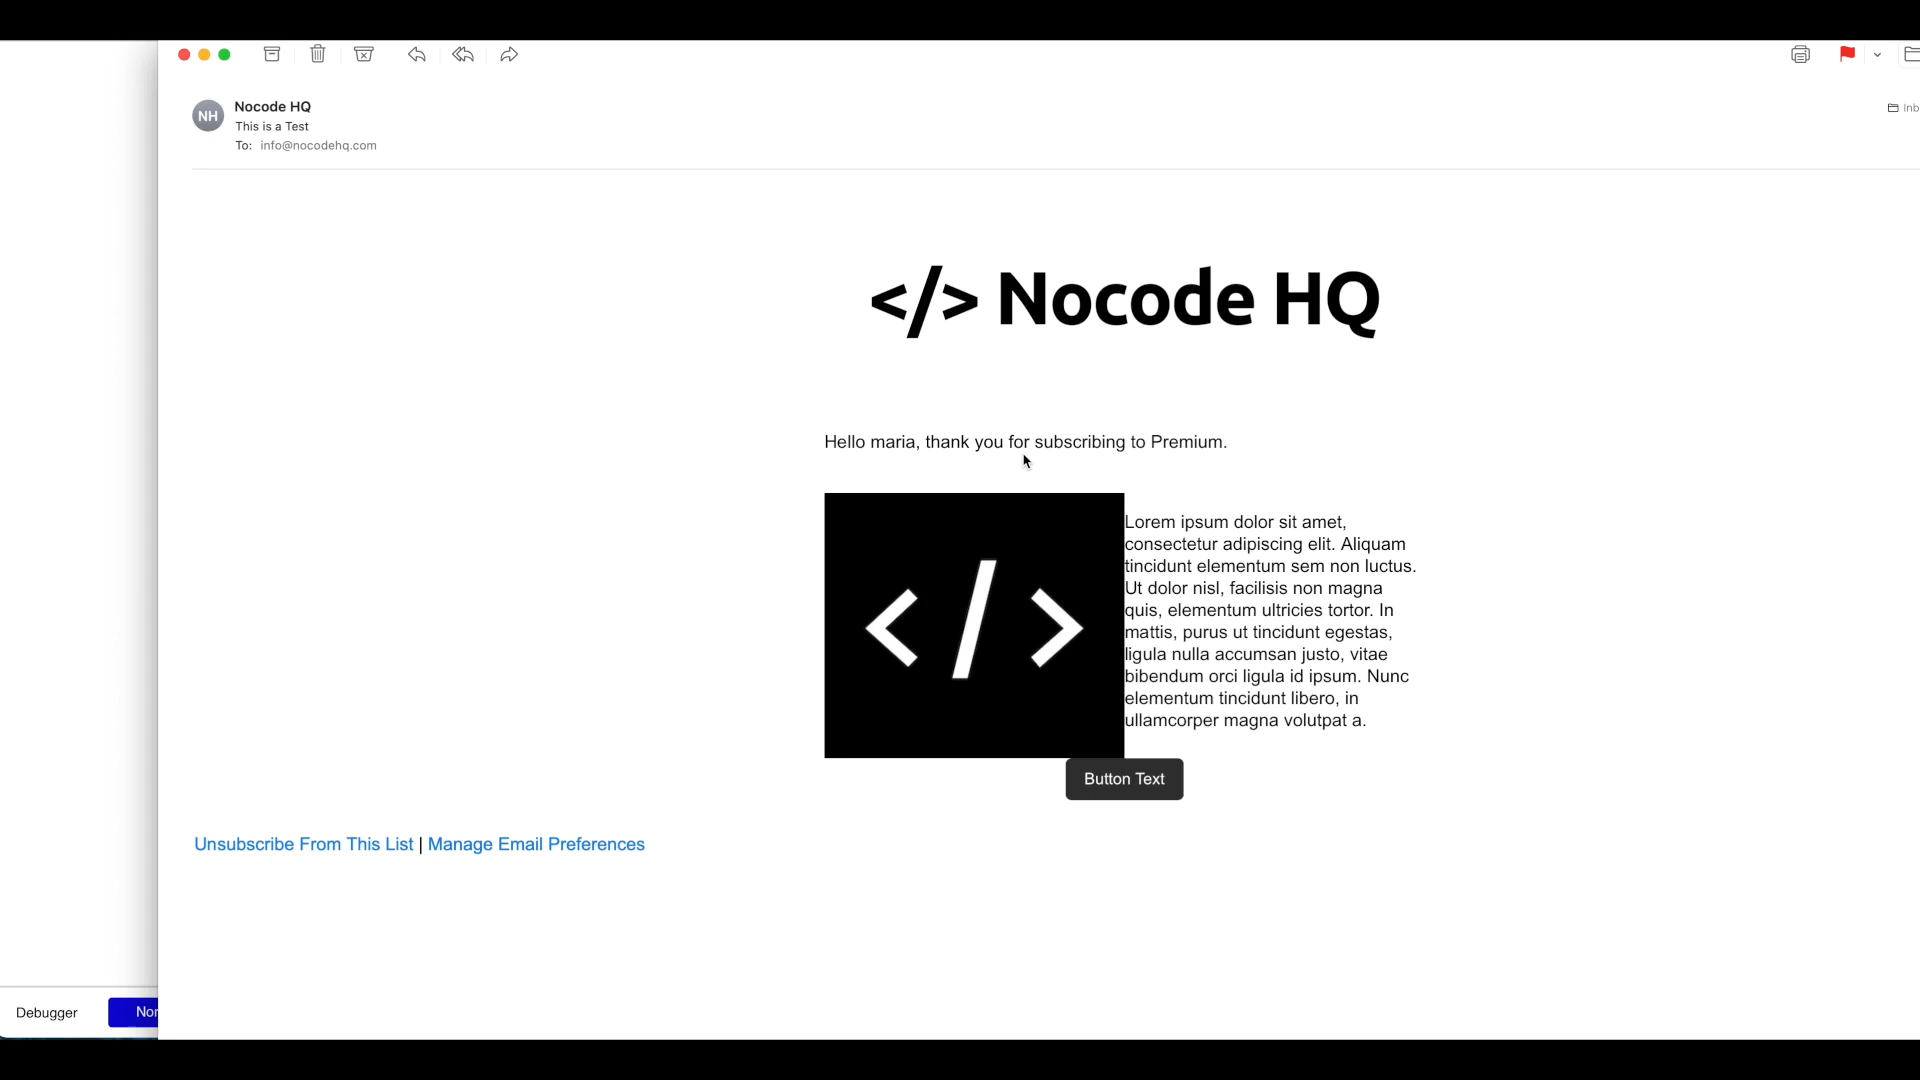 NH
Nocode HQ
This is a Test
To: info@nocodehq.com
Inb
</> Nocode HQ
Hello maria, thank you for subscribing to Premium.
</>
Lorem ipsum dolor sit amet,
consectetur adipiscing elit. Aliquam
tincidunt elementum sem non luctus.
Ut dolor nisl, facilisis non magna
quis, elementum ultricies tortor. In
mattis, purus ut tincidunt egestas,
ligula nulla accumsan justo, vitae
bibendum orci ligula id ipsum. Nunc
elementum tincidunt libero, in
ullamcorper magna volutpat a.
Button Text
Unsubscribe From This List | Manage Email Preferences
Debugger
Nor